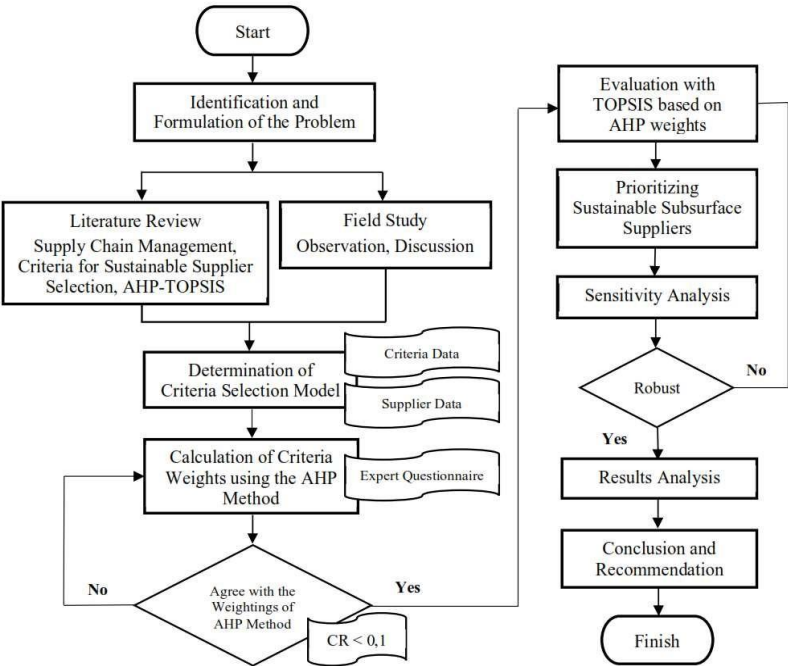 Start
Identification and
Formulation of the Problem
Literature Review
Supply Chain Management,
Criteria for Sustainable Supplier
Selection, AHP-TOPSIS
Field Study
Observation, Discussion
Determination of
Criteria Selection Model
Criteria Data
Supplier Data
Calculation of Criteria
Weights using the AHP
Method
Expert Questionnaire
No
Agree with the
Weightings of
AHP Method
Yes
CR < 0,1
Evaluation with
TOPSIS based on
AHP weights
Prioritizing
Sustainable Subsurface
Suppliers
Sensitivity Analysis
Robust
No
Yes
Results Analysis
Conclusion and
Recommendation
Finish